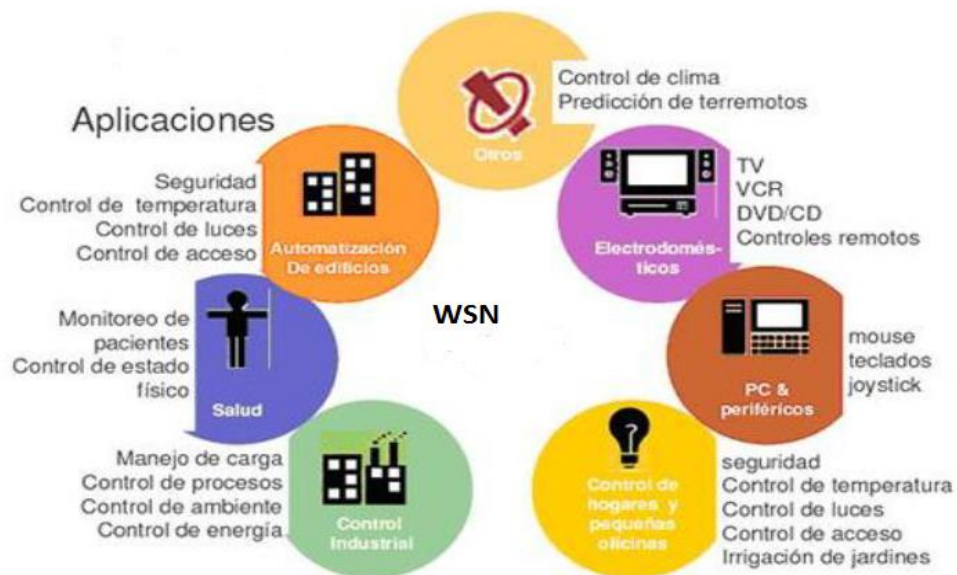 Aplicaciones
Otros
Control de clima
Predicción de terremotos
Seguridad
Control de temperatura
Control de luces
Control de acceso
Automatización
De edificios
Electrodomés-
ticos
TV
VCR
DVD/CD
Controles remotos
WSN
Monitoreo de
pacientes
Control de estado
físico
Salud
PC &
periféricos
mouse
teclados
joystick
Manejo de carga
Control de procesos
Control de ambiente
Control de energía
Control
Industrial
Control de
hogares y
pequeñas
oficinas
seguridad
Control de temperatura
Control de luces
Control de acceso
Irrigación de jardines